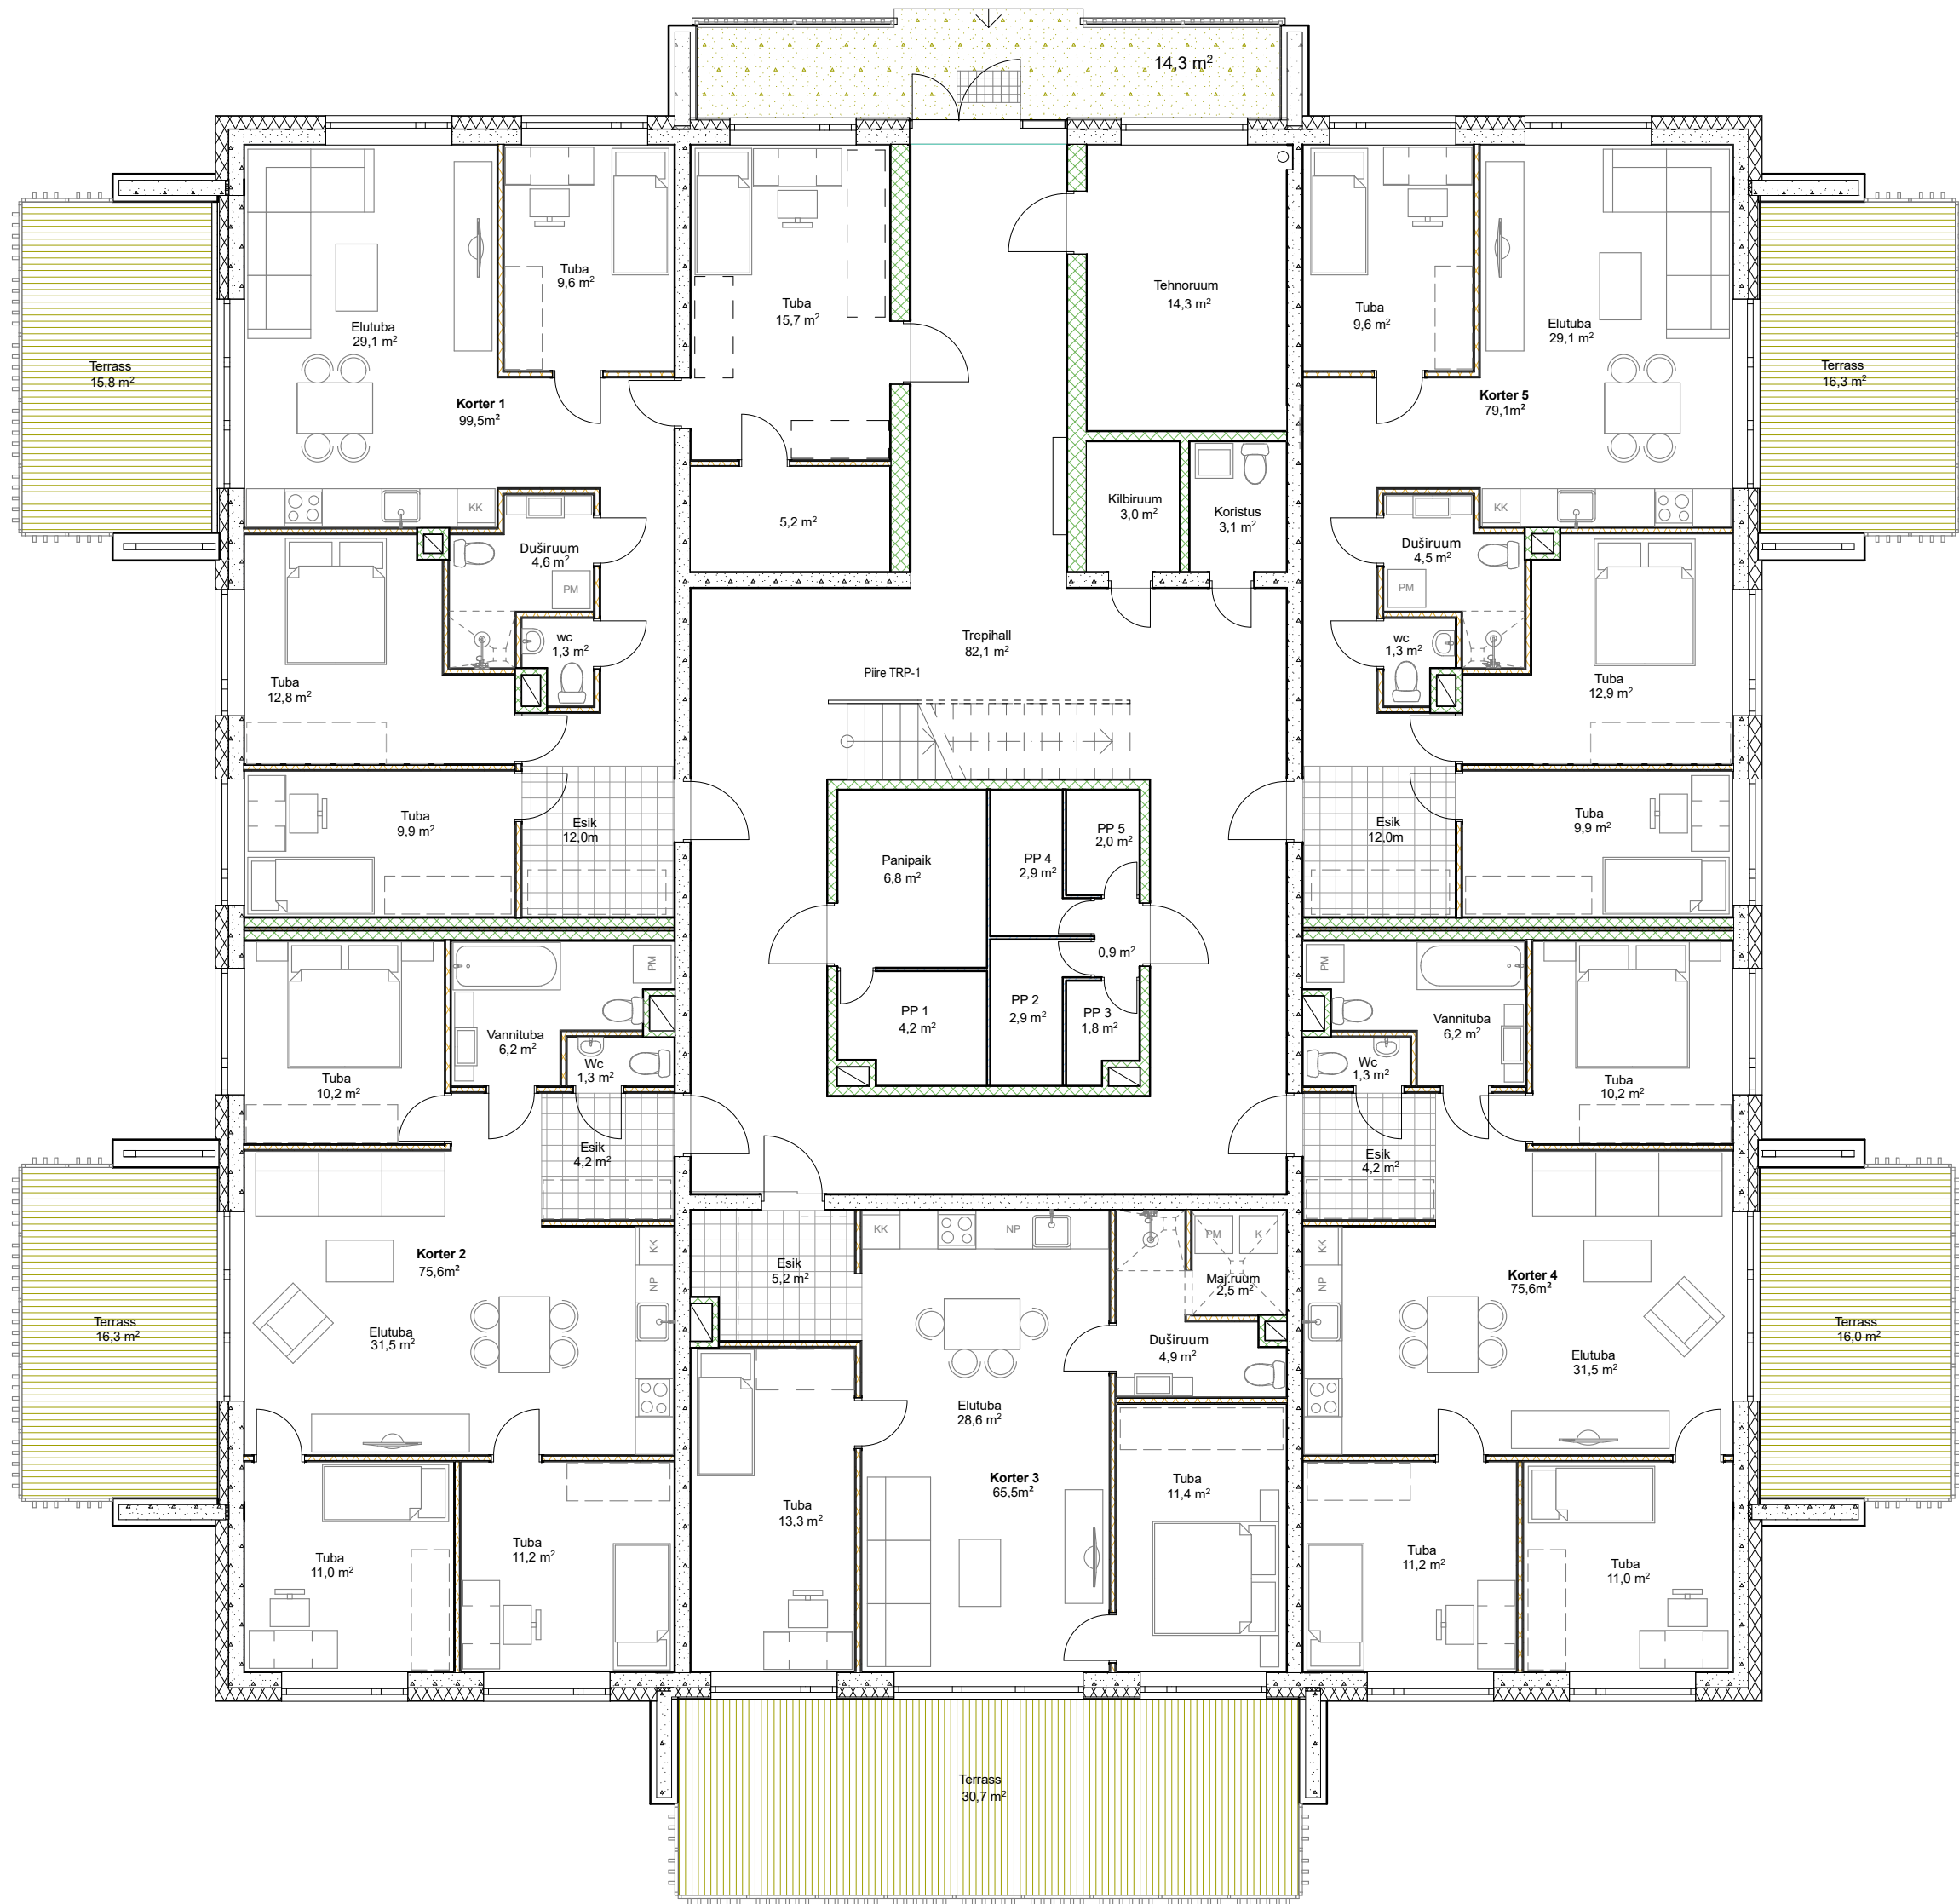 14,3 m²
Terrass
15,8 m²
Elutuba
29,1 m²
Korter 1
99,5m²
Tuba
9,6 m²
Tuba
15,7 m²
5,2 m²
KK
Duširuum
4,6 m²
PM
wc
1,3 m²
Tuba
12,8 m²
Tuba
9,9 m²
Esik
12,0m
Tehnoruum
14,3 m²
Kilbiruum
3,0 m²
Koristus
3,1 m²
Trepihall
82,1 m²
Piire TRP-1
Tuba
9,6 m²
Elutuba
29,1 m²
Korter 5
79,1m²
Terrass
16,3 m²
KK
Duširuum
4,5 m²
PM
wc
1,3 m²
Tuba
12,9 m²
Tuba
9,9 m²
Esik
12,0m
Panipaik
6,8 m²
PP 4
2,9 m²
PP 5
2,0 m²
0,9 m²
PP 1
4,2 m²
PP 2
2,9 m²
PP 3
1,8 m²
Tuba
10,2 m²
Vannituba
6,2 m²
PM
Wc
1,3 m²
Esik
4,2 m²
Korter 2
75,6m²
KK
NP
Elutuba
31,5 m²
Terrass
16,3 m²
Tuba
11,0 m²
Tuba
11,2 m²
Esik
5,2 m²
KK
NP
PM
K
Maj.ruum
2,5 m²
Duširuum
4,9 m²
Elutuba
28,6 m²
Korter 3
65,5m²
Tuba
13,3 m²
Tuba
11,4 m²
Terrass
30,7 m²
PM
Vannituba
6,2 m²
Wc
1,3 m²
Tuba
10,2 m²
Esik
4,2 m²
KK
NP
Korter 4
75,6m²
Elutuba
31,5 m²
Terrass
16,0 m²
Tuba
11,2 m²
Tuba
11,0 m²